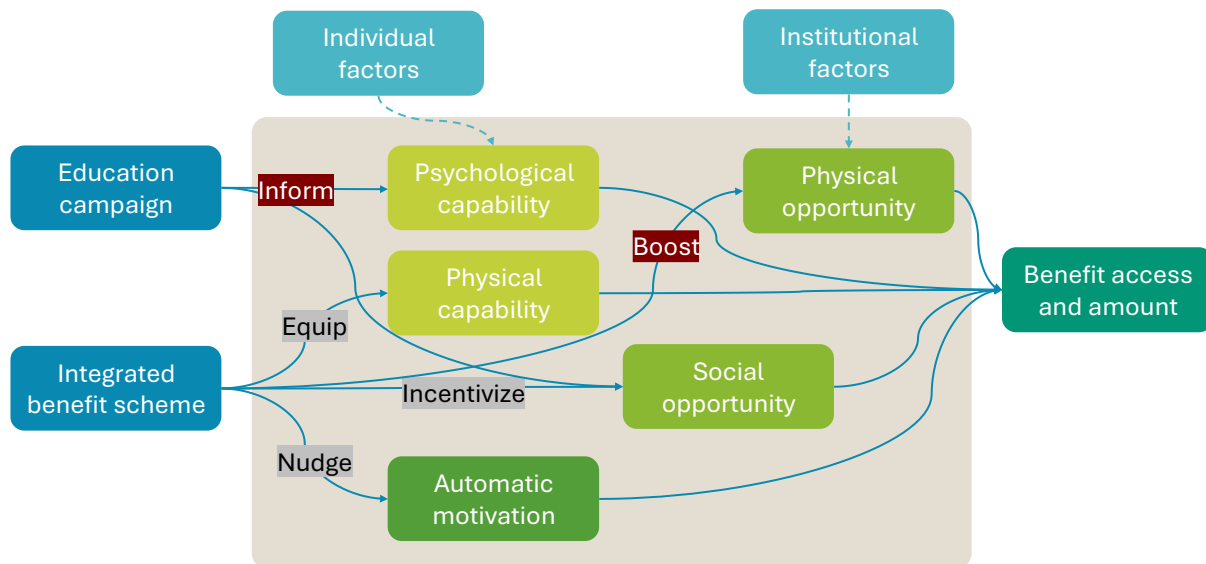 Individual
factors
Institutional
factors
Education
campaign
Inform
Psychological
capability
Physical
opportunity
Boost
Physical
capability
Benefit access
and amount
Equip
Integrated
benefit scheme
Incentivize
Social
opportunity
Nudge
Automatic
motivation